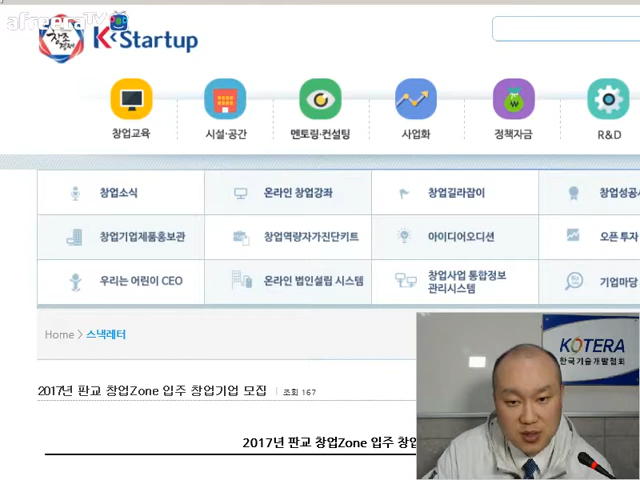 afreeca TV
창조
경제
K Startup
창업교육
시설·공간
멘토링·컨설팅
사업화
정책자금
R&D
창업소식
온라인 창업강좌
창업길라잡이
창업성공
창업기업제품홍보관
창업역량자가진단키트
아이디어오디션
오픈 투자
우리는 어린이 CEO
온라인 법인설립 시스템
창업사업 통합정보
관리시스템
기업마당
Home > 스낵레터
KOTERA
한국기술개발협회
2017년 판교 창업Zone 입주 창업기업 모집
조회 167
2017년 판교 창업Zone 입주 창업